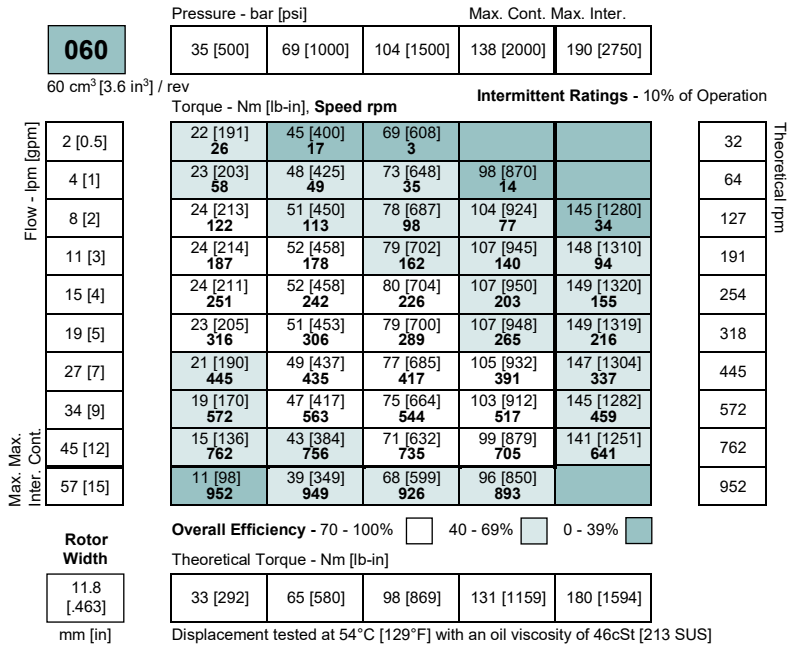 Pressure - bar [psi] Max. Cont. Max. Inter.
060 35 [500] 69 [1000] 104 [1500] 138 [2000] 190 [2750]
60 cm³ [3.6 in³] / rev
Intermittent Ratings - 10% of Operation
Torque - Nm [lb-in], Speed rpm
Flow - lpm [gpm]
Theoretical rpm
2 [0.5] 22 [191] 45 [400] 69 [608] 32
26 17 3
4 [1] 23 [203] 48 [425] 73 [648] 98 [870] 64
58 49 35 14
8 [2] 24 [213] 51 [450] 78 [687] 104 [924] 145 [1280] 127
122 113 98 77 34
11 [3] 24 [214] 52 [458] 79 [702] 107 [945] 148 [1310] 191
187 178 162 140 94
15 [4] 24 [211] 52 [458] 80 [704] 107 [950] 149 [1320] 254
251 242 226 203 155
19 [5] 23 [205] 51 [453] 79 [700] 107 [948] 149 [1319] 318
316 306 289 265 216
27 [7] 21 [190] 49 [437] 77 [685] 105 [932] 147 [1304] 445
445 435 417 391 337
34 [9] 19 [170] 47 [417] 75 [664] 103 [912] 145 [1282] 572
572 563 544 517 459
Max. Cont.
45 [12] 15 [136] 43 [384] 71 [632] 99 [879] 141 [1251] 762
762 756 735 705 641
Max. Inter.
57 [15] 11 [98] 39 [349] 68 [599] 96 [850] 952
952 949 926 893
Overall Efficiency - 70 - 100% 40 - 69% 0 - 39%
Rotor
Width
Theoretical Torque - Nm [lb-in]
11.8
[.463]
33 [292] 65 [580] 98 [869] 131 [1159] 180 [1594]
mm [in] Displacement tested at 54°C [129°F] with an oil viscosity of 46cSt [213 SUS]